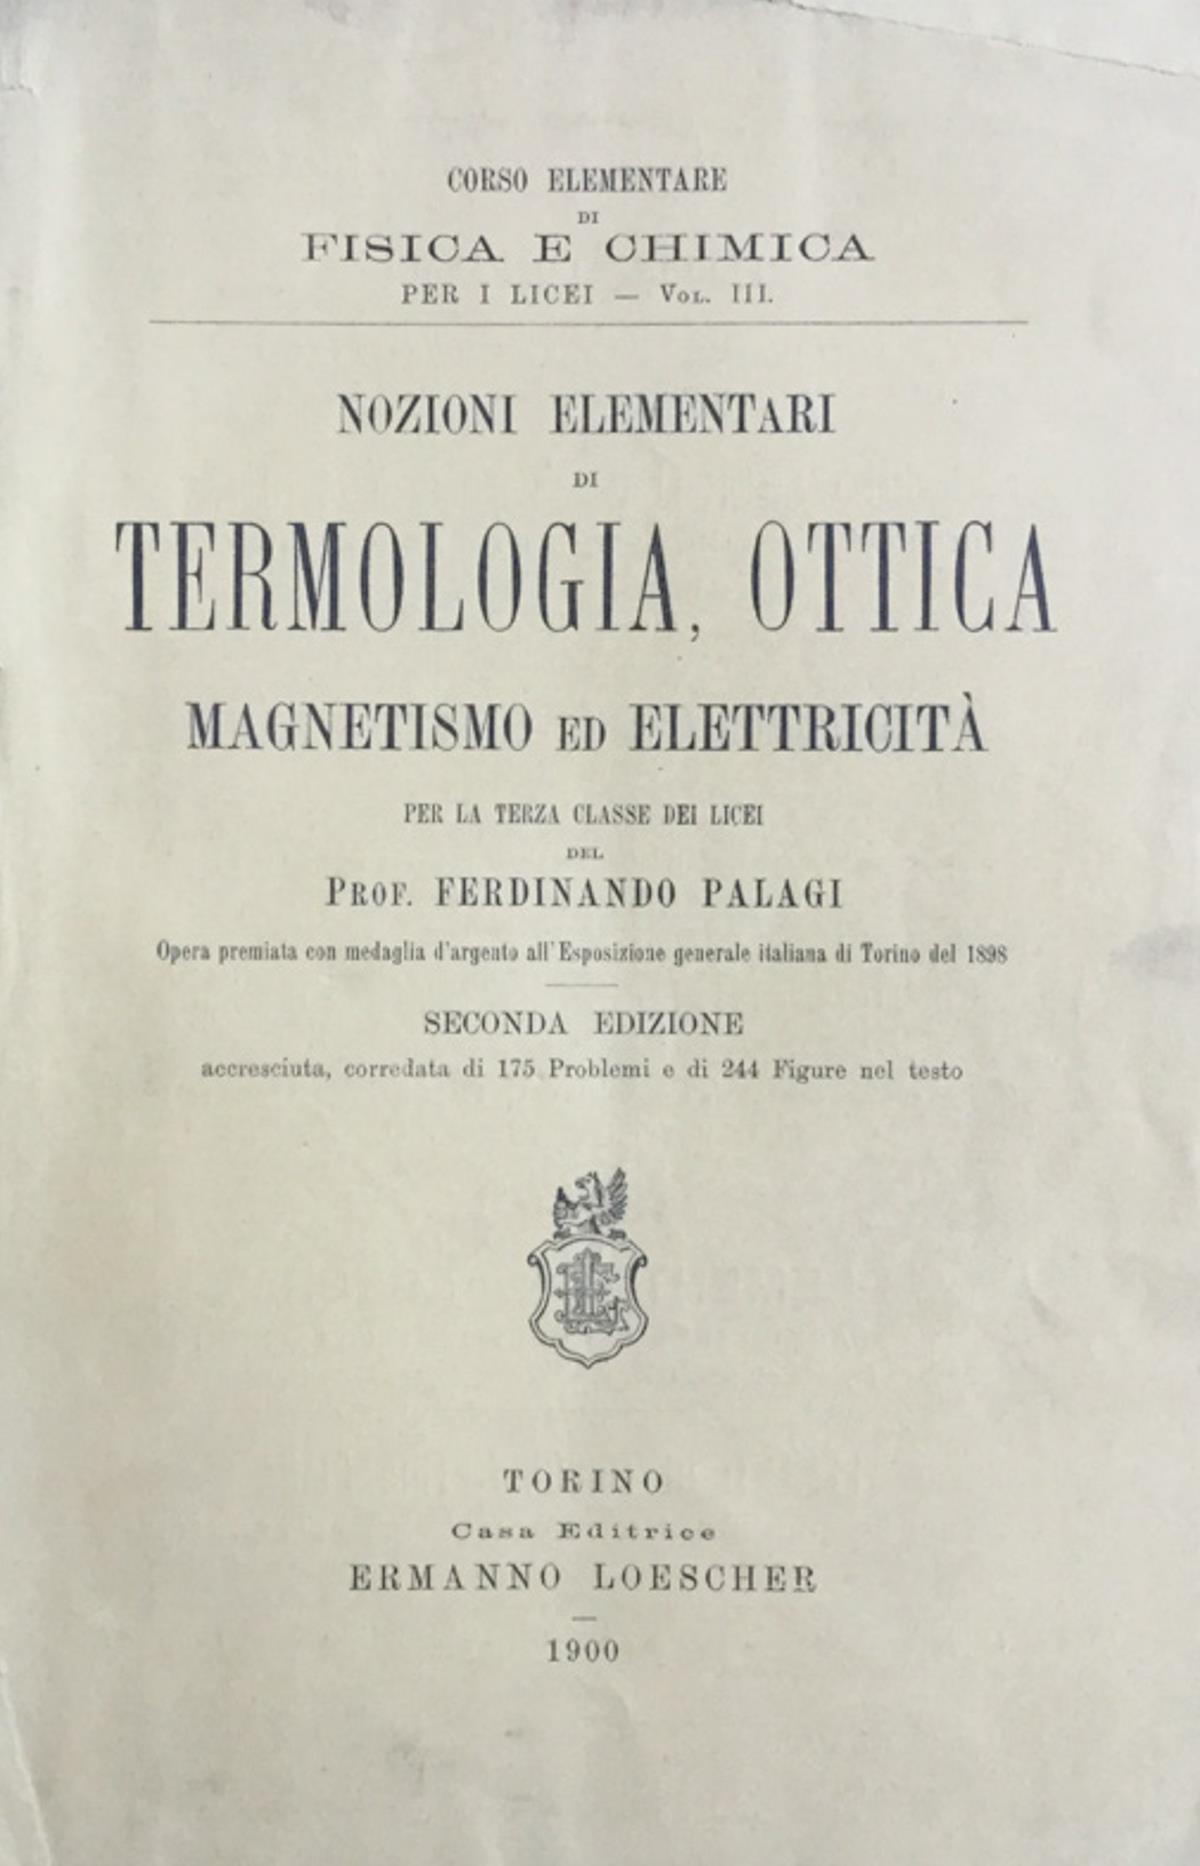 CORSO ELEMENTARE
DI
FISICA E CHIMICA
PER I LICEI — VOL. III.
NOZIONI ELEMENTARI
DI
TERMOLOGIA, OTTICA
MAGNETISMO ED ELETTRICITÀ
PER LA TERZA CLASSE DEI LICEI
DEL
PROF. FERDINANDO PALAGI
Opera premiata con medaglia d'argento all'Esposizione generale italiana di Torino del 1898
SECONDA EDIZIONE
accresciuta, corredata di 175 Problemi e di 244 Figure nel testo
TORINO
Casa Editrice
ERMANNO LOESCHER
1900